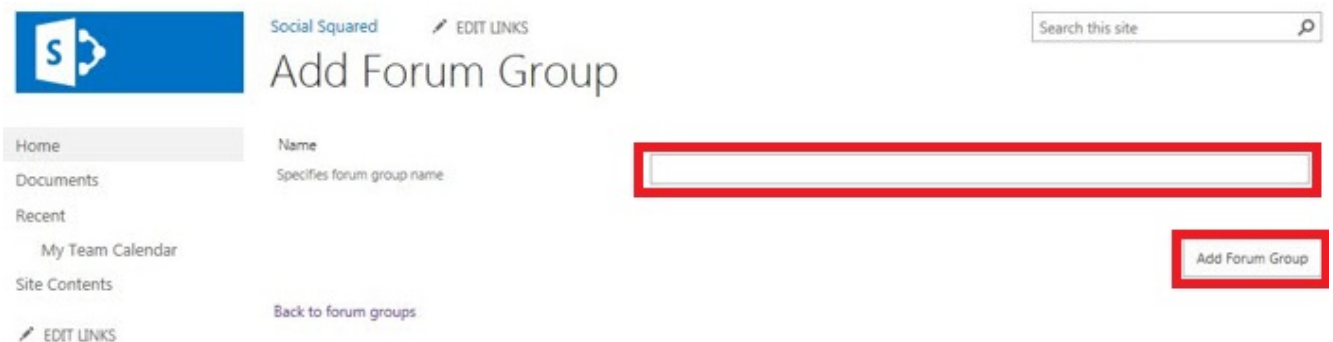 S
Social Squared
EDIT LINKS
Search this site
Add Forum Group
Home
Documents
Recent
My Team Calendar
Site Contents
EDIT LINKS
Name
Specifies forum group name
Add Forum Group
Back to forum groups